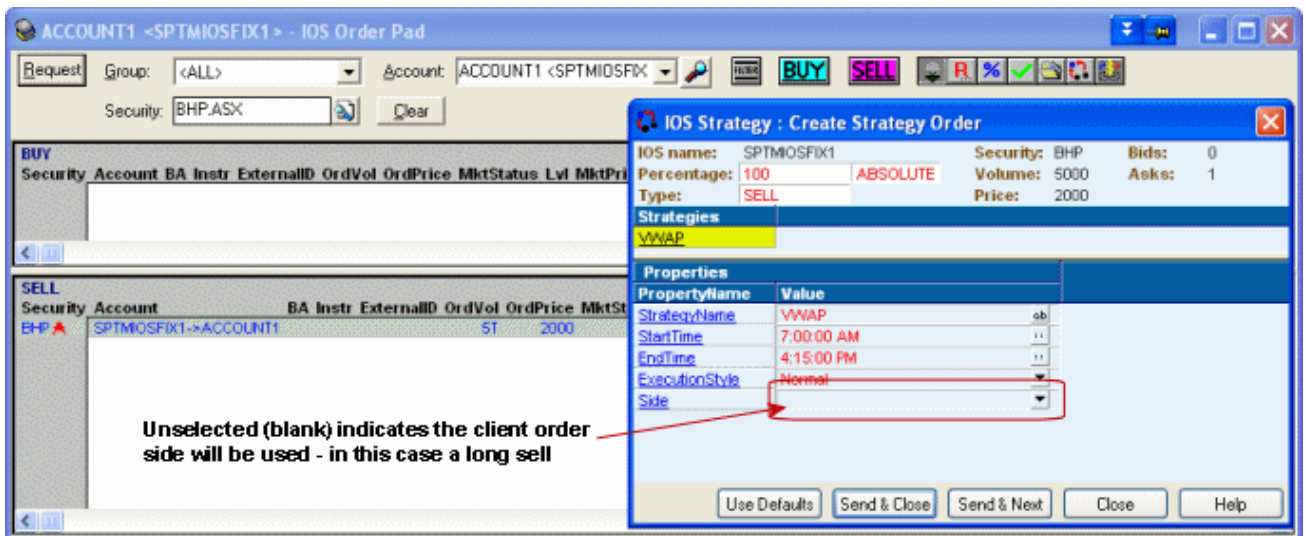 ACCOUNT1 <SPTMIOSFIX1> - IOS Order Pad
Request Group: <ALL> Account: ACCOUNT1 <SPTMIOSFIX FILTER BUY SELL R %
Security: BHP.ASX Clear
IOS Strategy : Create Strategy Order
IOS name: SPTMIOSFIX1 Security: BHP Bids: 0
Percentage: 100 ABSOLUTE Volume: 5000 Asks: 1
Type: SELL Price: 2000
Strategies
VWAP
BUY
Security Account BA Instr ExternalID OrdVol OrdPrice MktStatus Lvl MktPri
SELL
Security Account BA Instr ExternalID OrdVol OrdPrice MktSt
BHP A SPTMIOSFIX1->ACCOUNT1 5T 2000
Properties
PropertyName Value
StrategyName VWAP ab
StartTime 7:00:00 AM
EndTime 4:15:00 PM
ExecutionStyle Normal
Side
Unselected (blank) indicates the client order
side will be used - in this case a long sell
Use Defaults Send & Close Send & Next Close Help